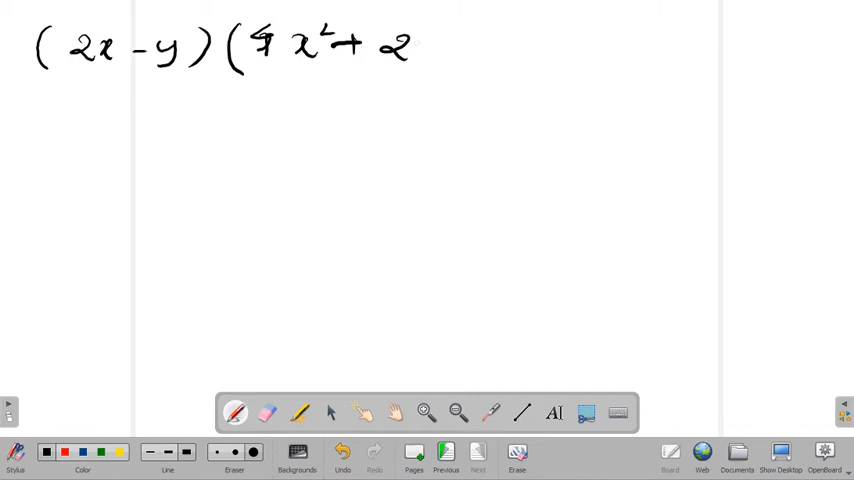 (2x - y)(4x² + 2
Stylus
Color
Line
Eraser
Backgrounds
Undo
Redo
Pages
Previous
Next
Erase
Board
Web
Documents
Show Desktop
OpenBoard